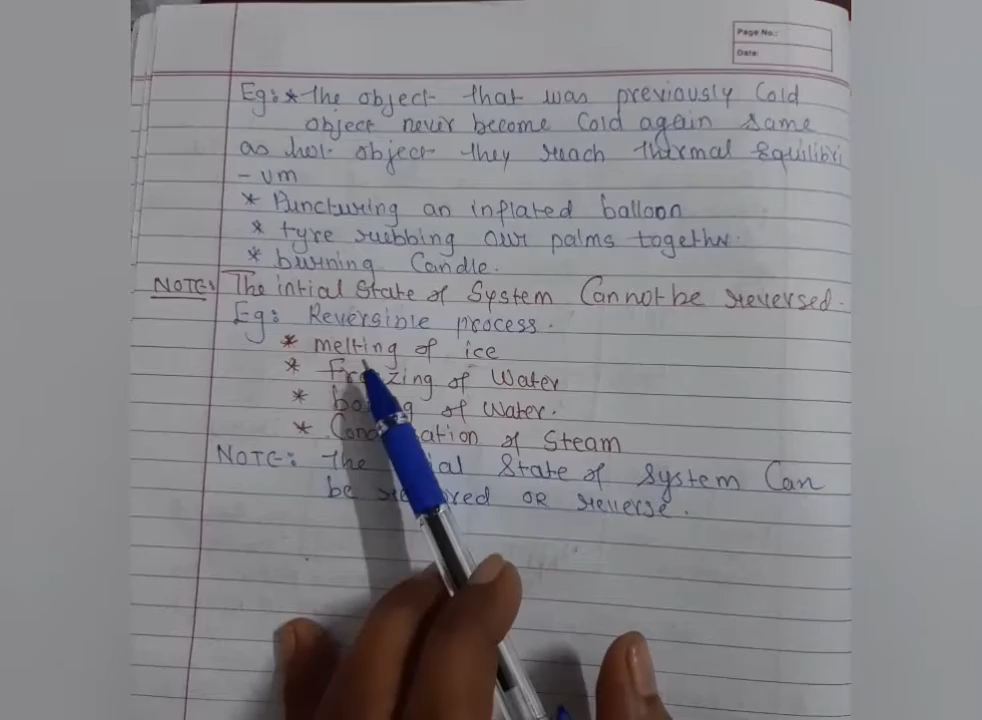 Page No.:
Date:
Eg: * The object that was previously Cold
object never become Cold again same
as hot object they reach thermal Equilibri
- um
* Puncturing an inflated balloon
* tyre rubbing our palms together.
* burning Candle.
NOTE: The intial State of System Cannot be reversed.
Eg: Reversible process.
* melting of ice
* of Water
* of Water.
* of Steam
NOTE: The State of System Can
be OR reverse.